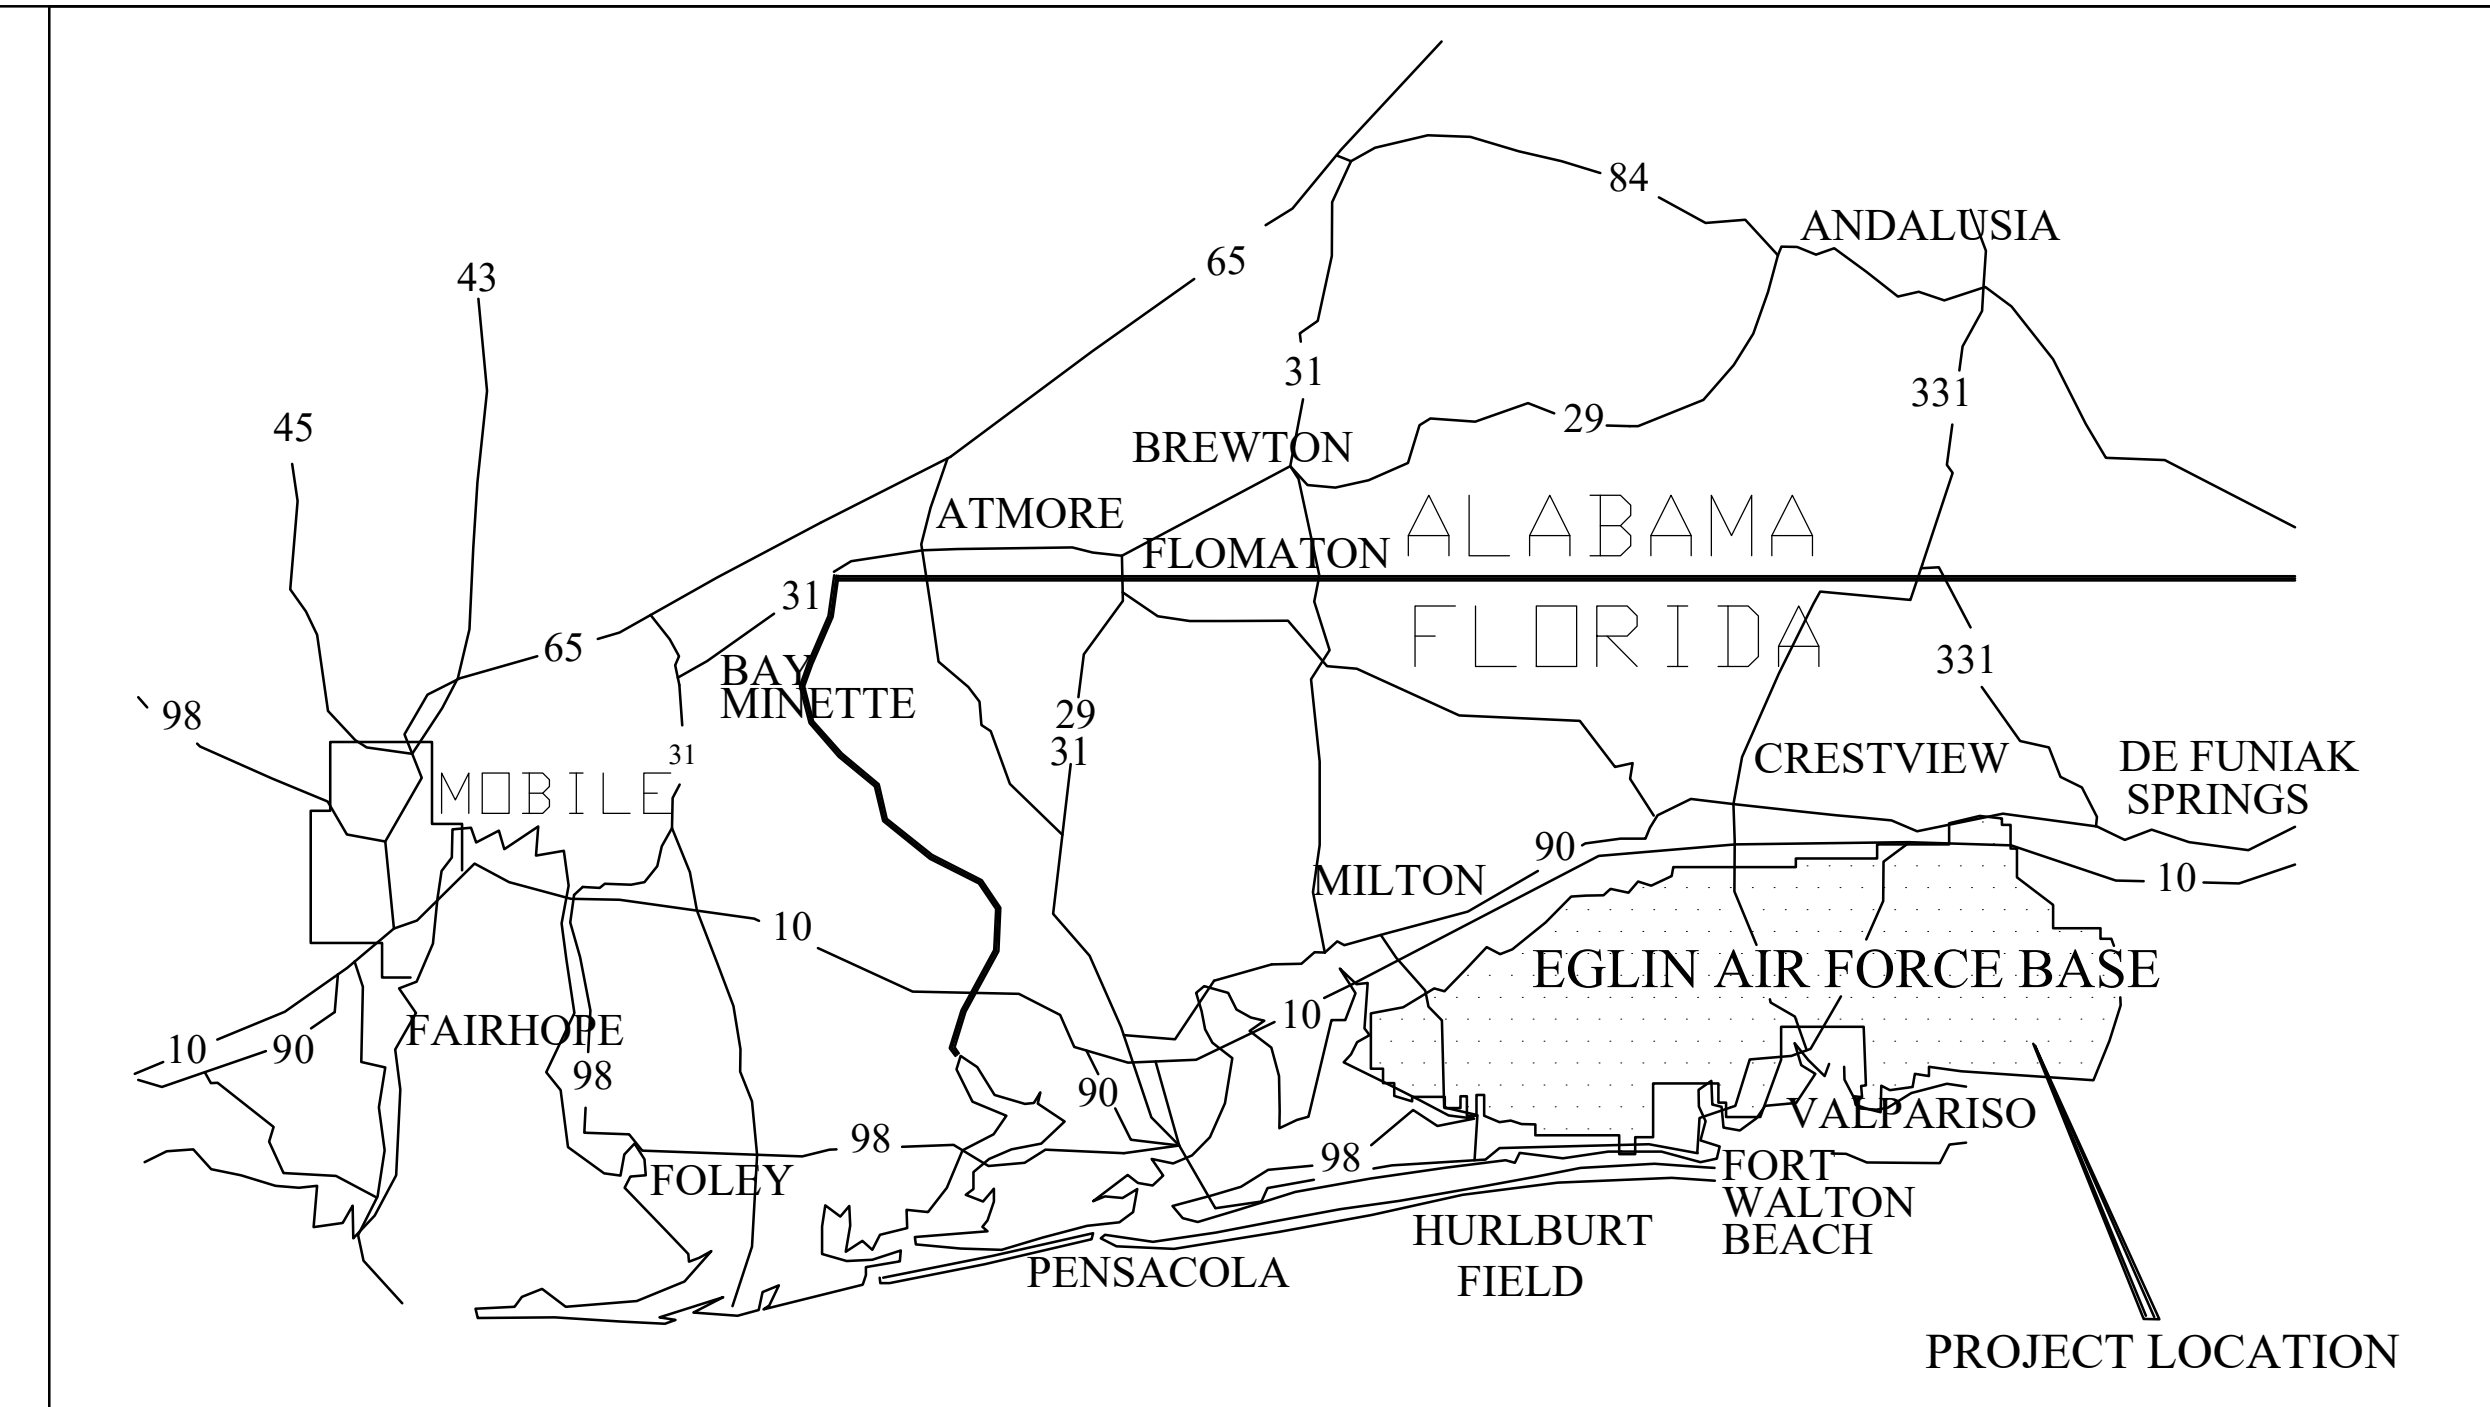 84
ANDALUSIA
65
43
31
331
29
45
BREWTON
ALABAMA
ATMORE
FLOMATON
31
FLORIDA
65
331
BAY
MINETTE
98
29
31
31
CRESTVIEW
DE FUNIAK
SPRINGS
MOBILE
90
MILTON
10
10
EGLIN AIR FORCE BASE
10
FAIRHOPE
10
90
98
90
VALPARISO
98
98
FOLEY
FORT
WALTON
BEACH
HURLBURT
FIELD
PENSACOLA
PROJECT LOCATION